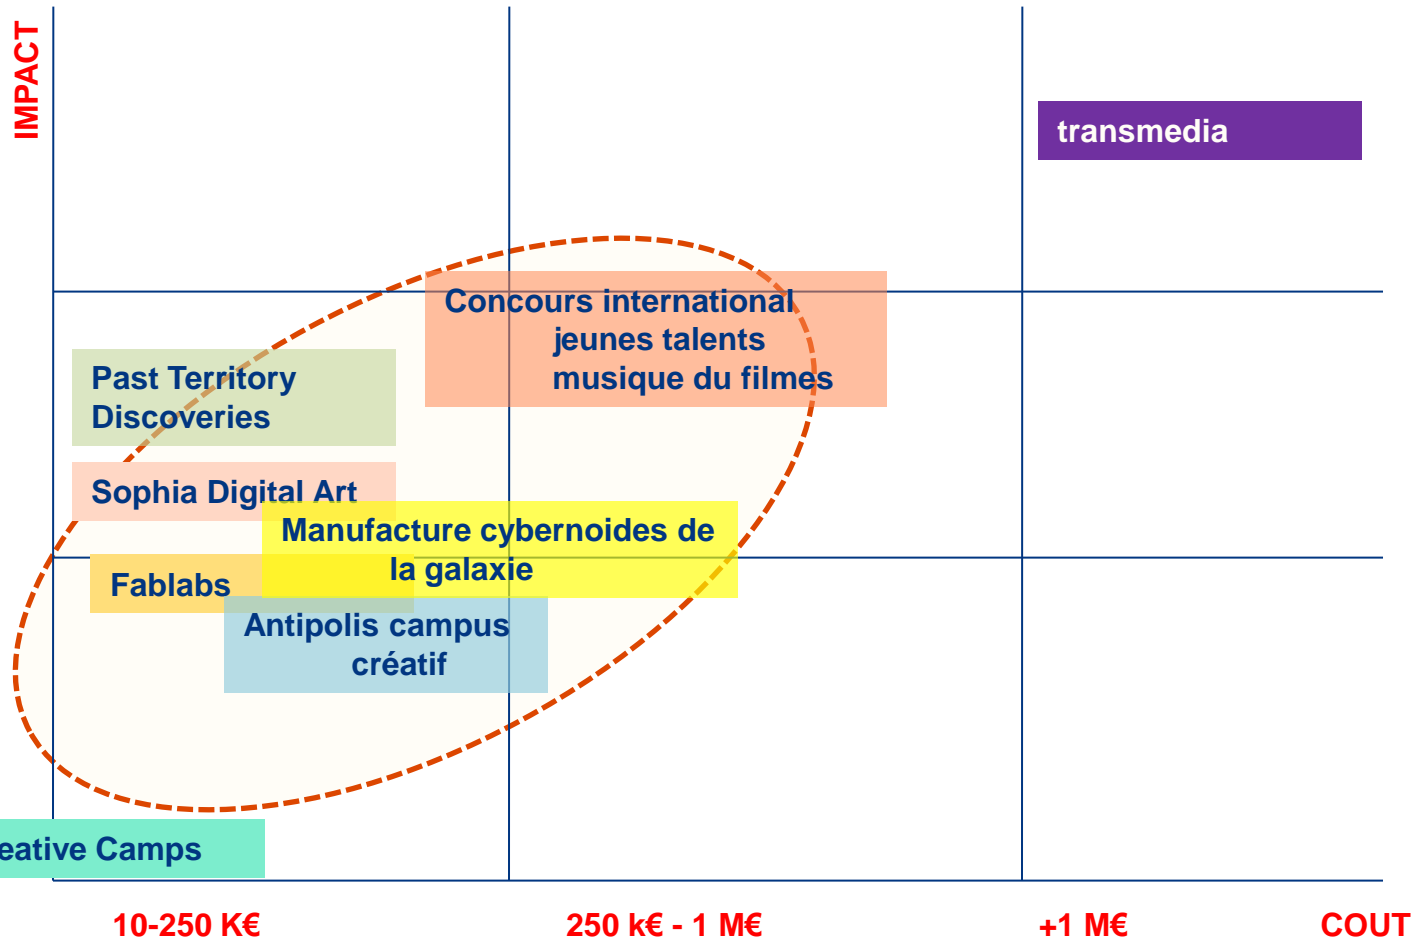 IMPACT
transmedia
Concours international
jeunes talents
musique du filmes
Past Territory
Discoveries
Sophia Digital Art
Manufacture cybernoides de
la galaxie
Fablabs
Antipolis campus
créatif
eative Camps
10-250 K€
250 k€ - 1 M€
+1 M€
COUT